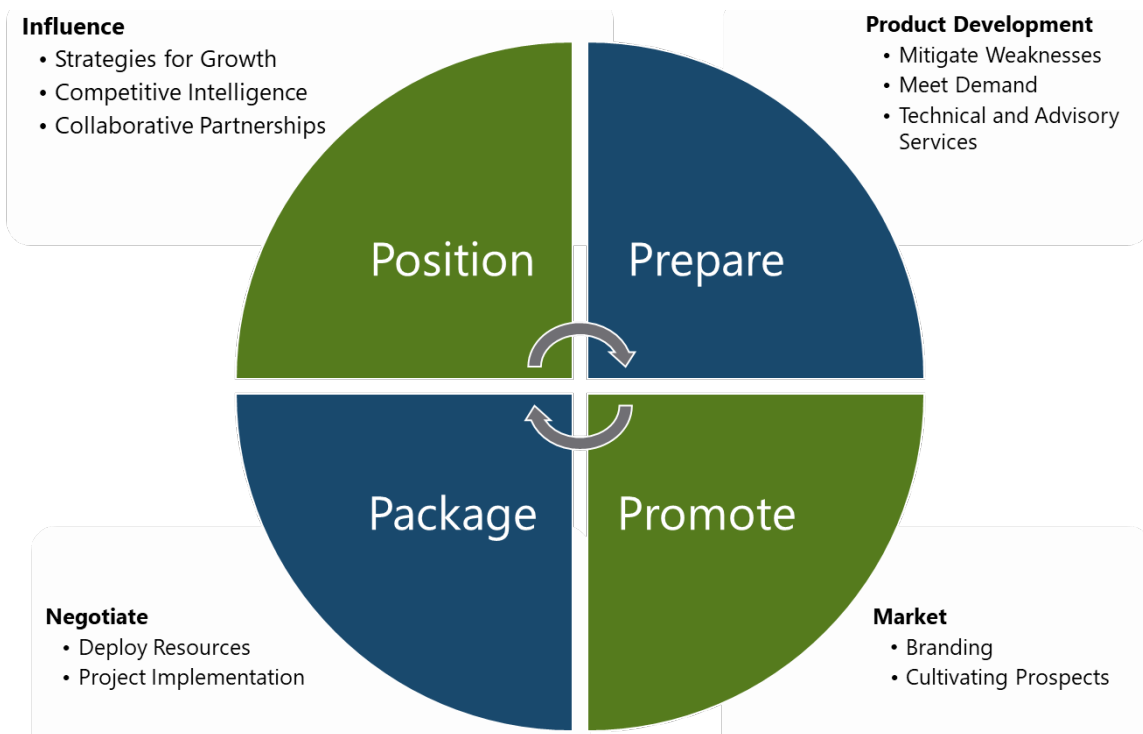 Influence
• Strategies for Growth
• Competitive Intelligence
• Collaborative Partnerships
Product Development
• Mitigate Weaknesses
• Meet Demand
• Technical and Advisory
Services
Position
Prepare
Package
Promote
Negotiate
• Deploy Resources
• Project Implementation
Market
• Branding
• Cultivating Prospects